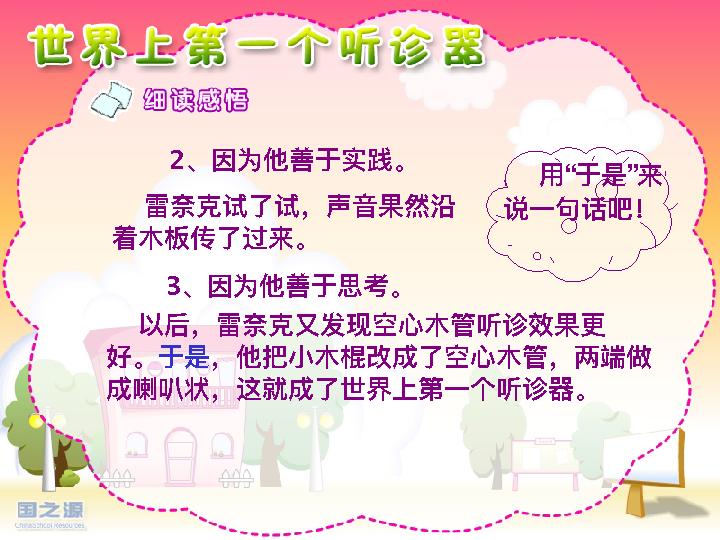 世界上第一个听诊器
细读感悟
2、因为他善于实践。
雷奈克试了试，声音果然沿
着木板传了过来。
用“于是”来
说一句话吧！
3、因为他善于思考。
以后，雷奈克又发现空心木管听诊效果更
好。于是，他把小木棍改成了空心木管，两端做
成喇叭状，这就成了世界上第一个听诊器。
国之源
ChinaSchool Resources